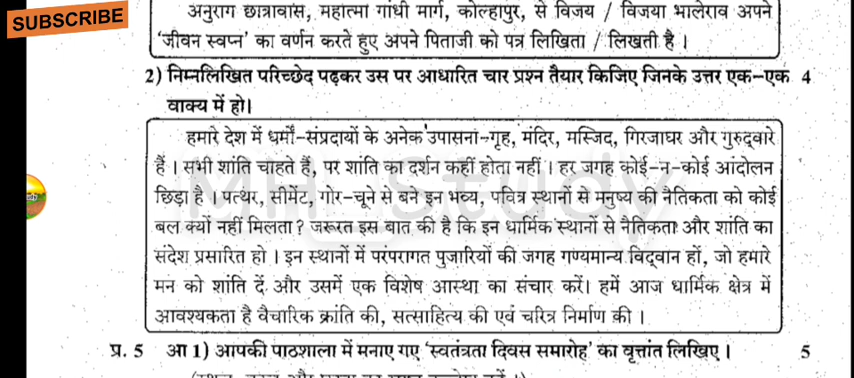 SUBSCRIBE
अनुराग छात्रावास, महात्मा गांधी मार्ग, कोल्हापुर, से विजय / विजया भालेराव अपने
'जीवन स्वप्न' का वर्णन करते हुए अपने पिताजी को पत्र लिखिता / लिखती है ।
2) निम्नलिखित परिच्छेद पढ़कर उस पर आधारित चार प्रश्न तैयार किजिए जिनके उत्तर एक-एक 4
वाक्य में हो।
हमारे देश में धर्मों-संप्रदायों के अनेक उपासना-गृह, मंदिर, मस्जिद, गिरजाघर और गुरुद्वारे
हैं । सभी शांति चाहते हैं, पर शांति का दर्शन कहीं होता नहीं । हर जगह कोई-न-कोई आंदोलन
छिड़ा है । पत्थर, सीमेंट, गोर-चूने से बने इन भव्य, पवित्र स्थानों से मनुष्य की नैतिकता को कोई
बल क्यों नहीं मिलता ? जरूरत इस बात की है कि इन धार्मिक स्थानों से नैतिकता और शांति का
संदेश प्रसारित हो । इन स्थानों में परंपरागत पुजारियों की जगह गण्यमान्य विद्वान हों, जो हमारे
मन को शांति दें और उसमें एक विशेष आस्था का संचार करें। हमें आज धार्मिक क्षेत्र में
आवश्यकता है वैचारिक क्रांति की, सत्साहित्य की एवं चरित्र निर्माण की ।
MH Study
प्र. 5 आ 1) आपकी पाठशाला में मनाए गए 'स्वतंत्रता दिवस समारोह' का वृत्तांत लिखिए । 5